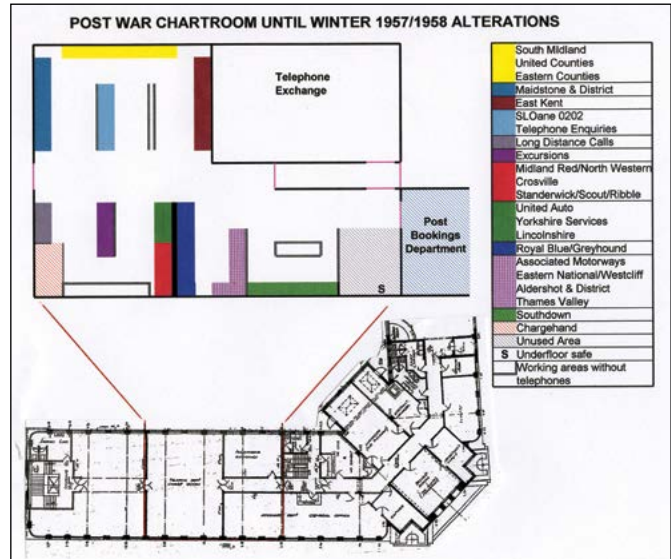 POST WAR CHARTROOM UNTIL WINTER 1957/1958 ALTERATIONS
Telephone
Exchange
Post
Bookings
Department
S
South Midland
United Counties
Eastern Counties
Maidstone & District
East Kent
SLOane 0202
Telephone Enquiries
Long Distance Calls
Excursions
Midland Red/North Western
Crosville
Standerwick/Scout/Ribble
United Auto
Yorkshire Services
Lincolnshire
Royal Blue/Greyhound
Associated Motorways
Eastern National/Westcliff
Aldershot & District
Thames Valley
Southdown
Chargehand
Unused Area
S Underfloor safe
Working areas without
telephones